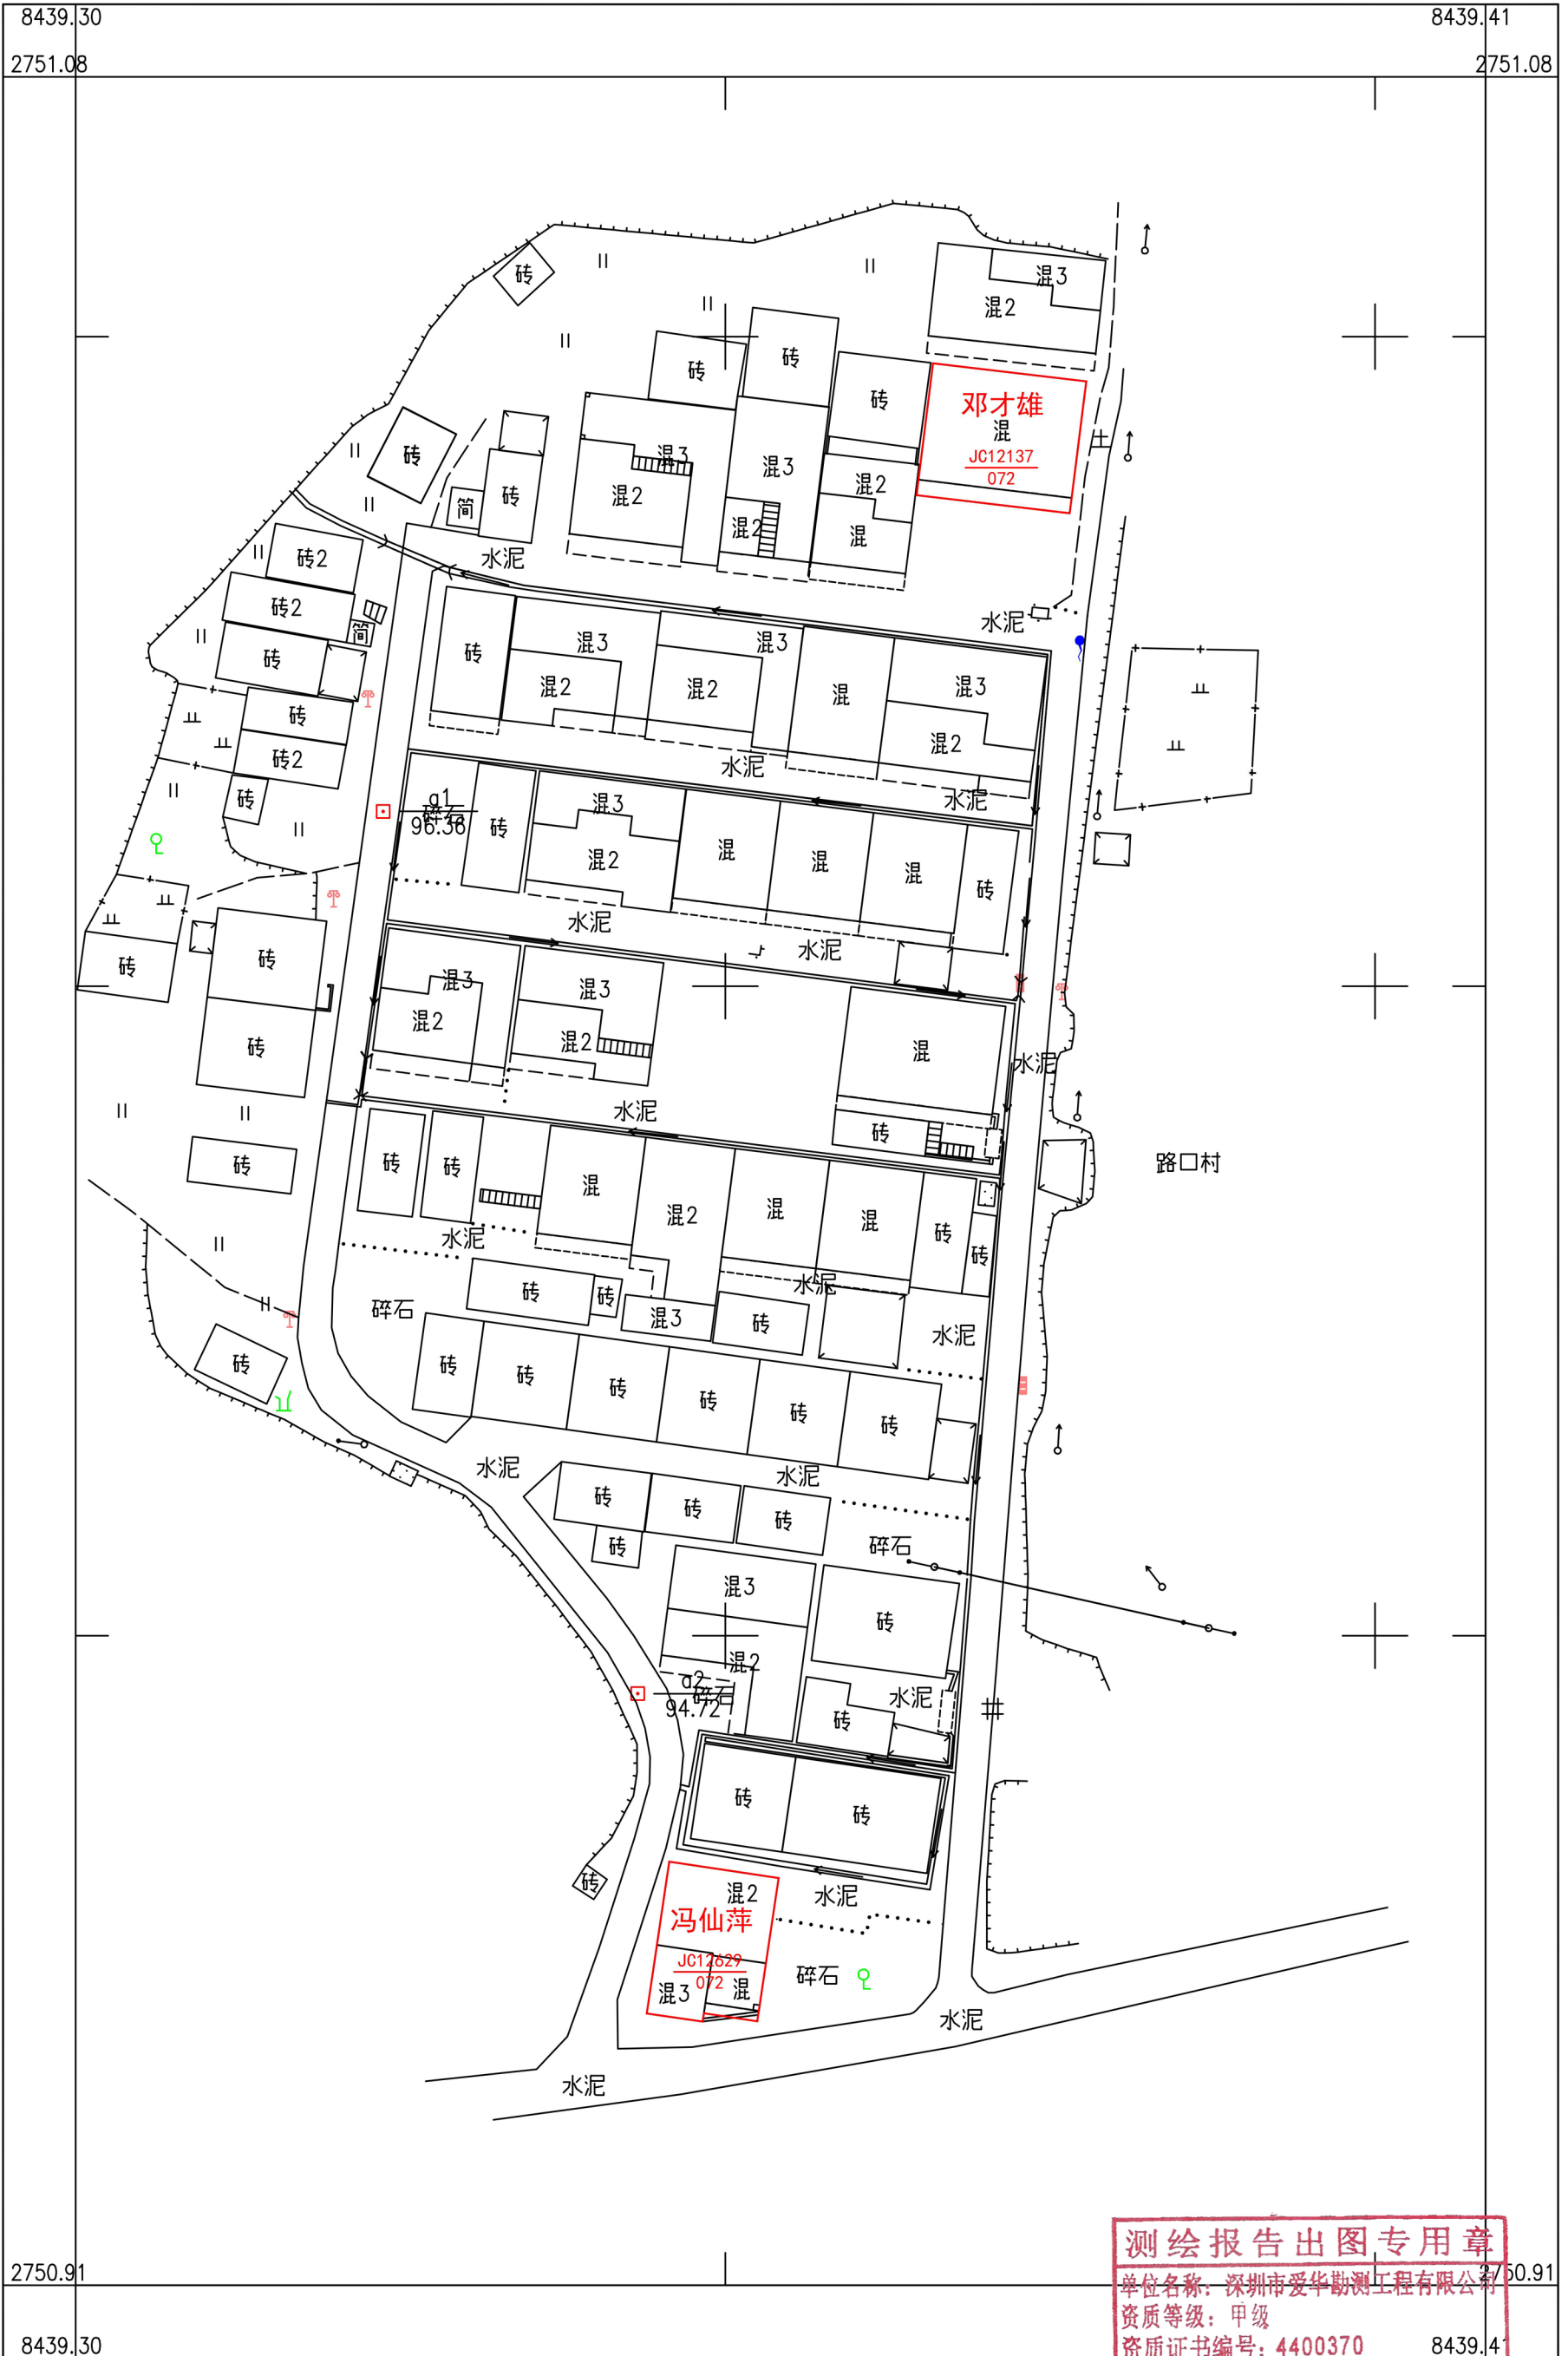 8439.30
8439.41
2751.08
2751.08
混3
砖
混2
砖
砖
砖
邓才雄
混
JC12137
072
土
砖
混3
混3
混2
砖
混2
简
混2
混
水泥
砖2
砖2
水泥
简
砖
砖
混3
混3
混2
混2
混
混3
混2
砖
砖2
水泥
水泥
砖
碎石
96.36
砖
混3
混2
混
混
混
砖
水泥
水泥
砖
砖
混3
混2
混3
混2
混
砖
水泥
水泥
砖
路口村
砖
砖
砖
混
混2
混
混
砖
砖
水泥
水泥
碎石
砖
砖
混3
砖
水泥
砖
砖
砖
砖
砖
砖
砖
水泥
水泥
砖
砖
砖
砖
碎石
混3
砖
混2
碎石
94.72
水泥
砖
砖
砖
砖
混2
水泥
冯仙萍
JC12629
072
混3
混
碎石
水泥
水泥
测绘报告出图专用章
2750.91
2750.91
单位名称：深圳市爱华勘测工程有限公司
资质等级：甲级
资质证书编号：4400370
8439.30
8439.41